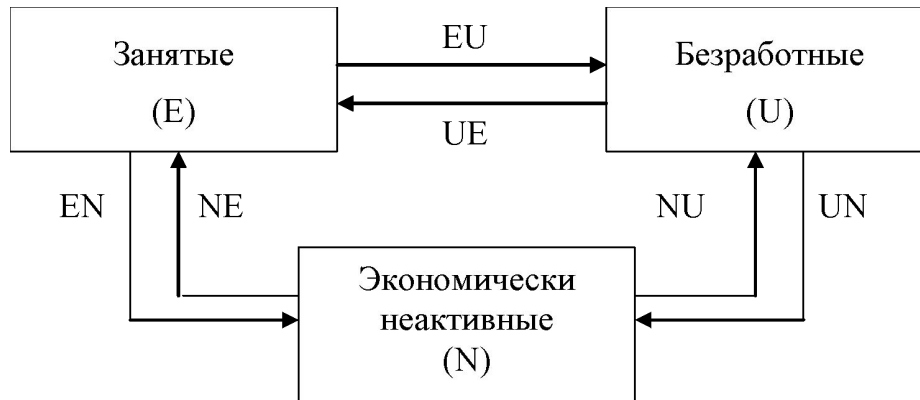 Занятые
(E)
EU
UE
Безработные
(U)
EN
NE
NU
UN
Экономически
неактивные
(N)